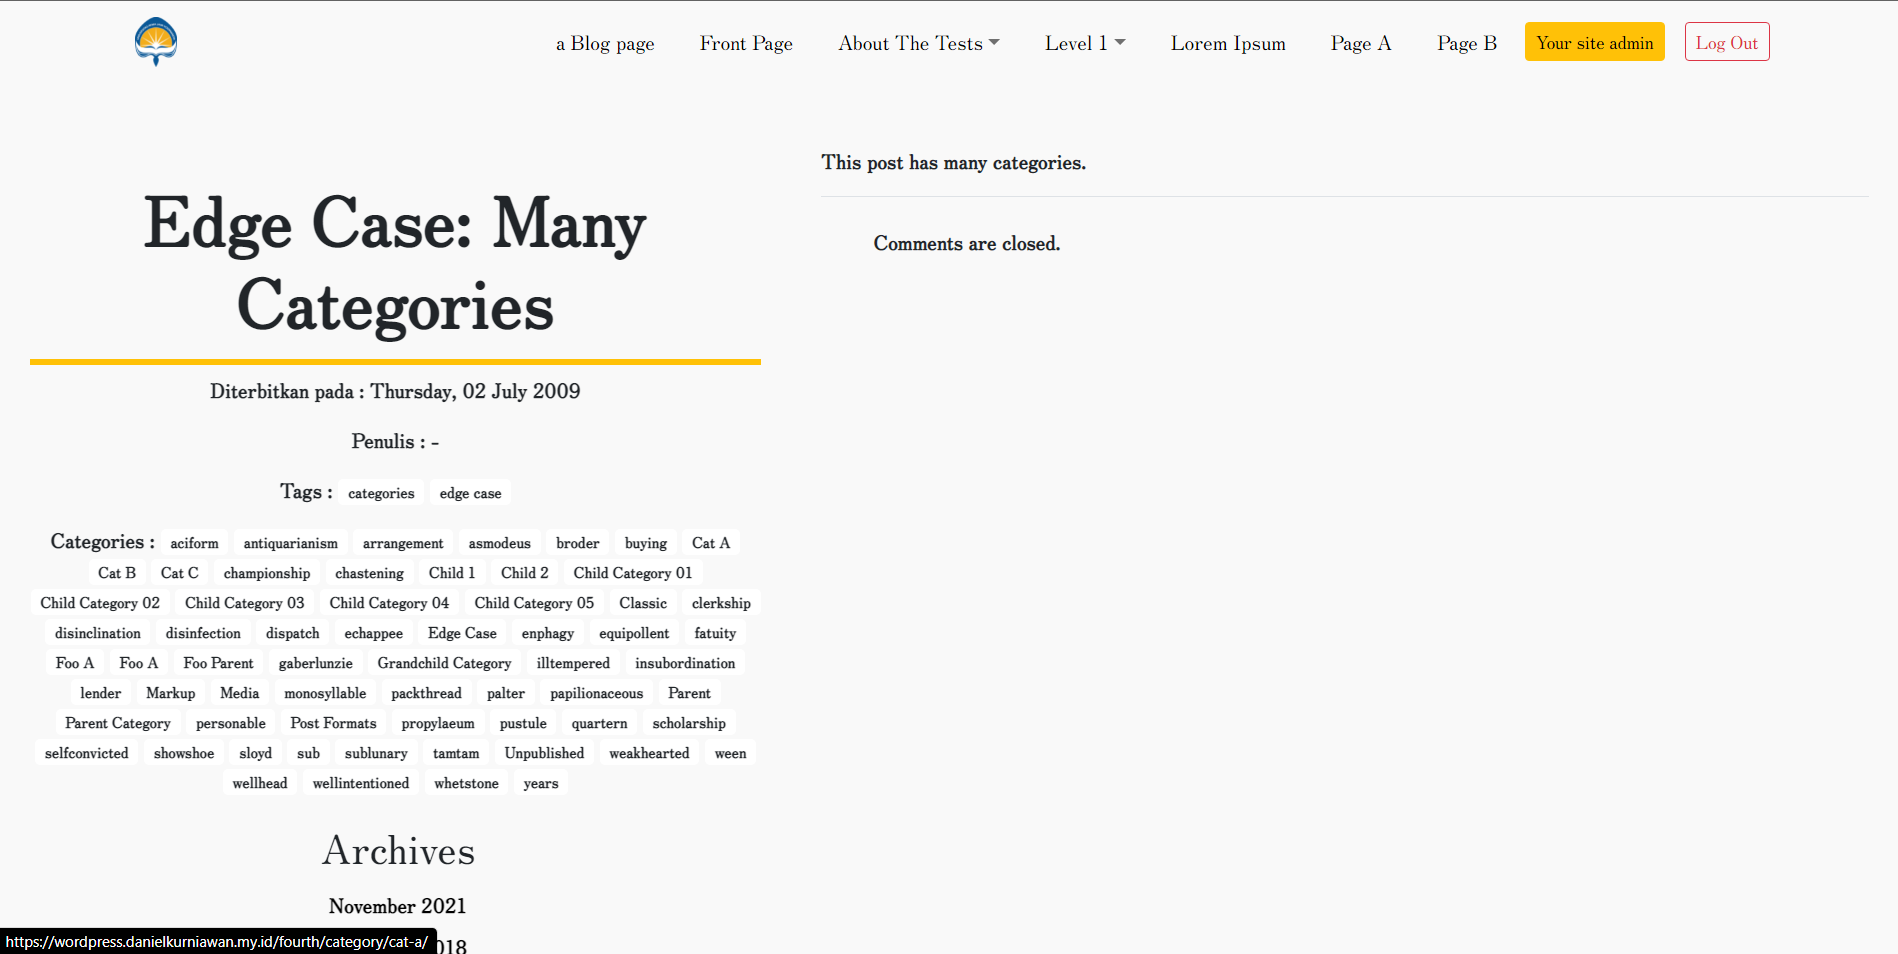 a Blog page Front Page About The Tests Level 1 Lorem Ipsum Page A Page B Your site admin Log Out
Edge Case: Many
Categories
Diterbitkan pada : Thursday, 02 July 2009
Penulis : -
Tags : categories edge case
Categories : aciform antiquarianism arrangement asmodeus broder buying Cat A
Cat B Cat C championship chastening Child 1 Child 2 Child Category 01
Child Category 02 Child Category 03 Child Category 04 Child Category 05 Classic clerkship
disinclination disinfection dispatch echappee Edge Case enphagy equipollent fatuity
Foo A Foo A Foo Parent gaberlunzie Grandchild Category illtempered insubordination
lender Markup Media monosyllable packthread palter papilionaceous Parent
Parent Category personable Post Formats propylaeum pustule quartern scholarship
selfconvicted showshoe sloyd sub sublunary tamtam Unpublished weakhearted ween
wellhead wellintentioned whetstone years
Archives
November 2021
018
This post has many categories.
Comments are closed.
https://wordpress.danielkurniawan.my.id/fourth/category/cat-a/